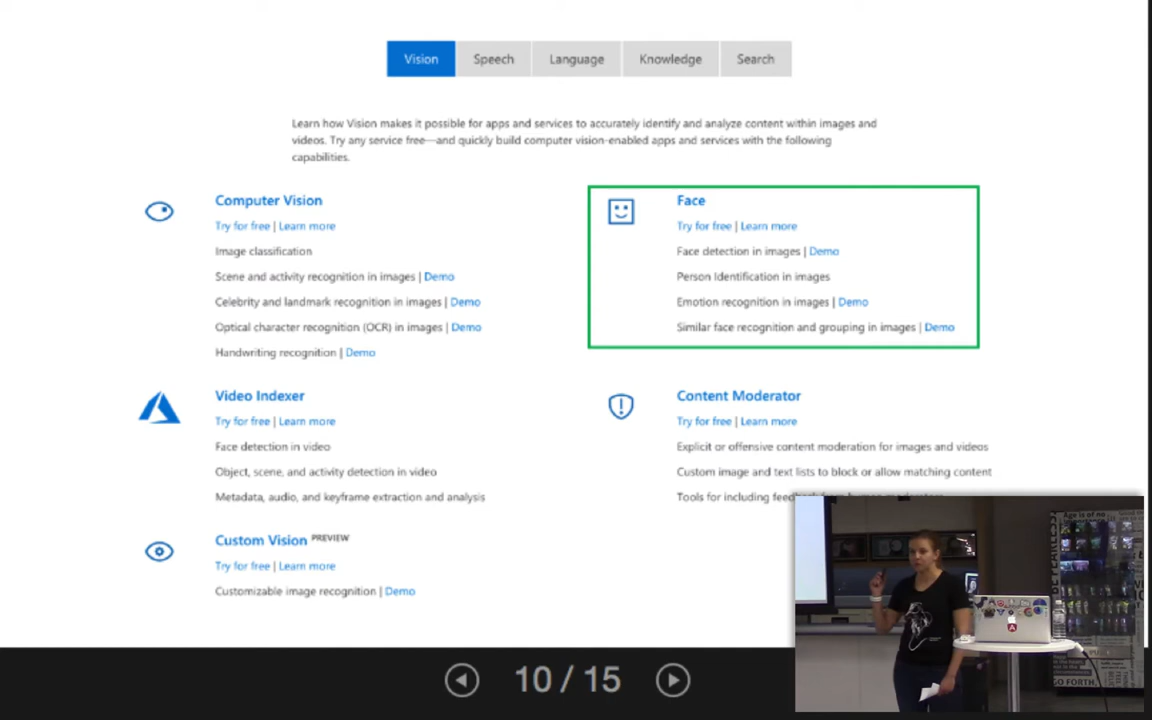 Vision Speech Language Knowledge Search
Learn how Vision makes it possible for apps and services to accurately identify and analyze content within images and
videos. Try any service free—and quickly build computer vision-enabled apps and services with the following
capabilities.
Computer Vision
Try for free | Learn more
Image classification
Scene and activity recognition in images | Demo
Celebrity and landmark recognition in images | Demo
Optical character recognition (OCR) in images | Demo
Handwriting recognition | Demo
Face
Try for free | Learn more
Face detection in images | Demo
Person Identification in images
Emotion recognition in images | Demo
Similar face recognition and grouping in images | Demo
Video Indexer
Try for free | Learn more
Face detection in video
Object, scene, and activity detection in video
Metadata, audio, and keyframe extraction and analysis
Content Moderator
Try for free | Learn more
Explicit or offensive content moderation for images and videos
Custom image and text lists to block or allow matching content
Tools for including
Custom Vision PREVIEW
Try for free | Learn more
Customizable image recognition | Demo
Age is of no
GO FORTH.
10 / 15